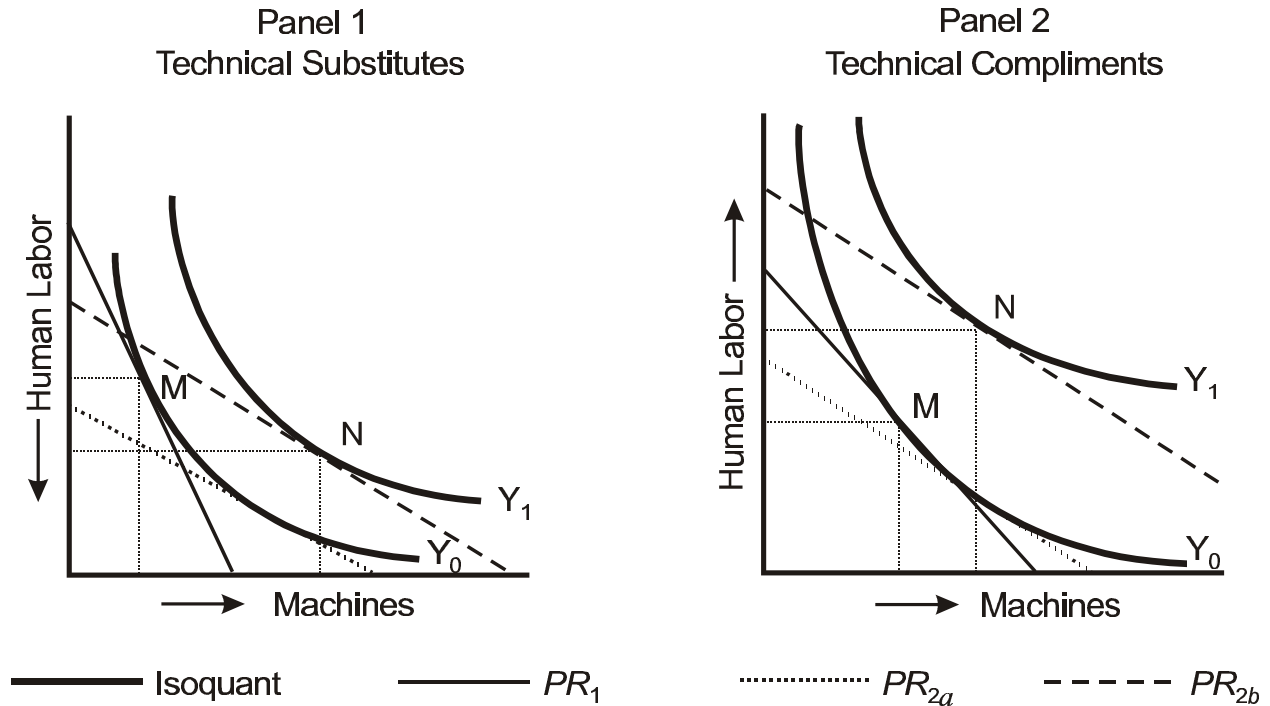 Panel 1
Technical Substitutes
Human Labor
M
N
Y1
Y0
Machines
Panel 2
Technical Compliments
Human Labor
N
Y1
M
Y0
Machines
Isoquant
PR1
PR2a
PR2b